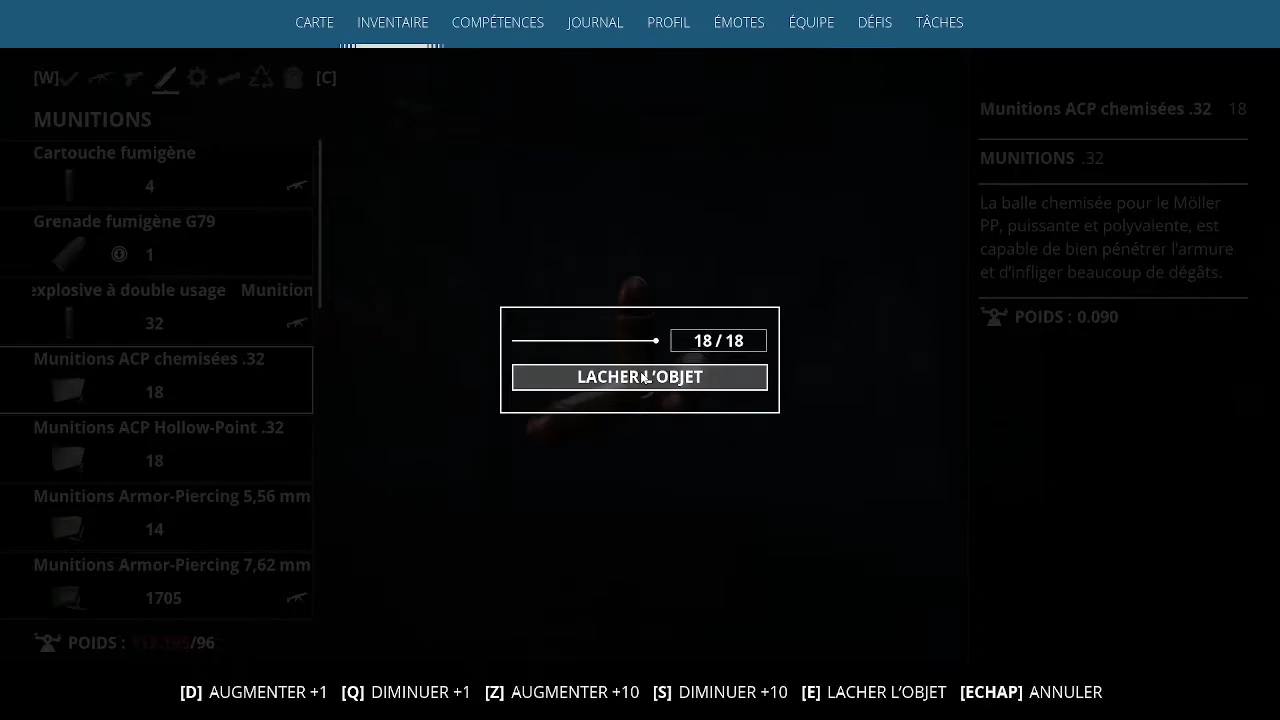 CARTE INVENTAIRE COMPÉTENCES JOURNAL PROFIL ÉMOTES ÉQUIPE DÉFIS TÂCHES
[W] [C]
MUNITIONS
Cartouche fumigène
4
Grenade fumigène G79
1
explosive à double usage Munition
32
Munitions ACP chemisées .32
18
Munitions ACP Hollow-Point .32
18
Munitions Armor-Piercing 5,56 mm
14
Munitions Armor-Piercing 7,62 mm
1705
POIDS : /96
18 / 18
LACHER L'OBJET
Munitions ACP chemisées .32 18
MUNITIONS .32
La balle chemisée pour le Möller
PP, puissante et polyvalente, est
capable de bien pénétrer l'armure
et d'infliger beaucoup de dégâts.
POIDS : 0.090
[D] AUGMENTER +1 [Q] DIMINUER +1 [Z] AUGMENTER +10 [S] DIMINUER +10 [E] LACHER L'OBJET [ECHAP] ANNULER